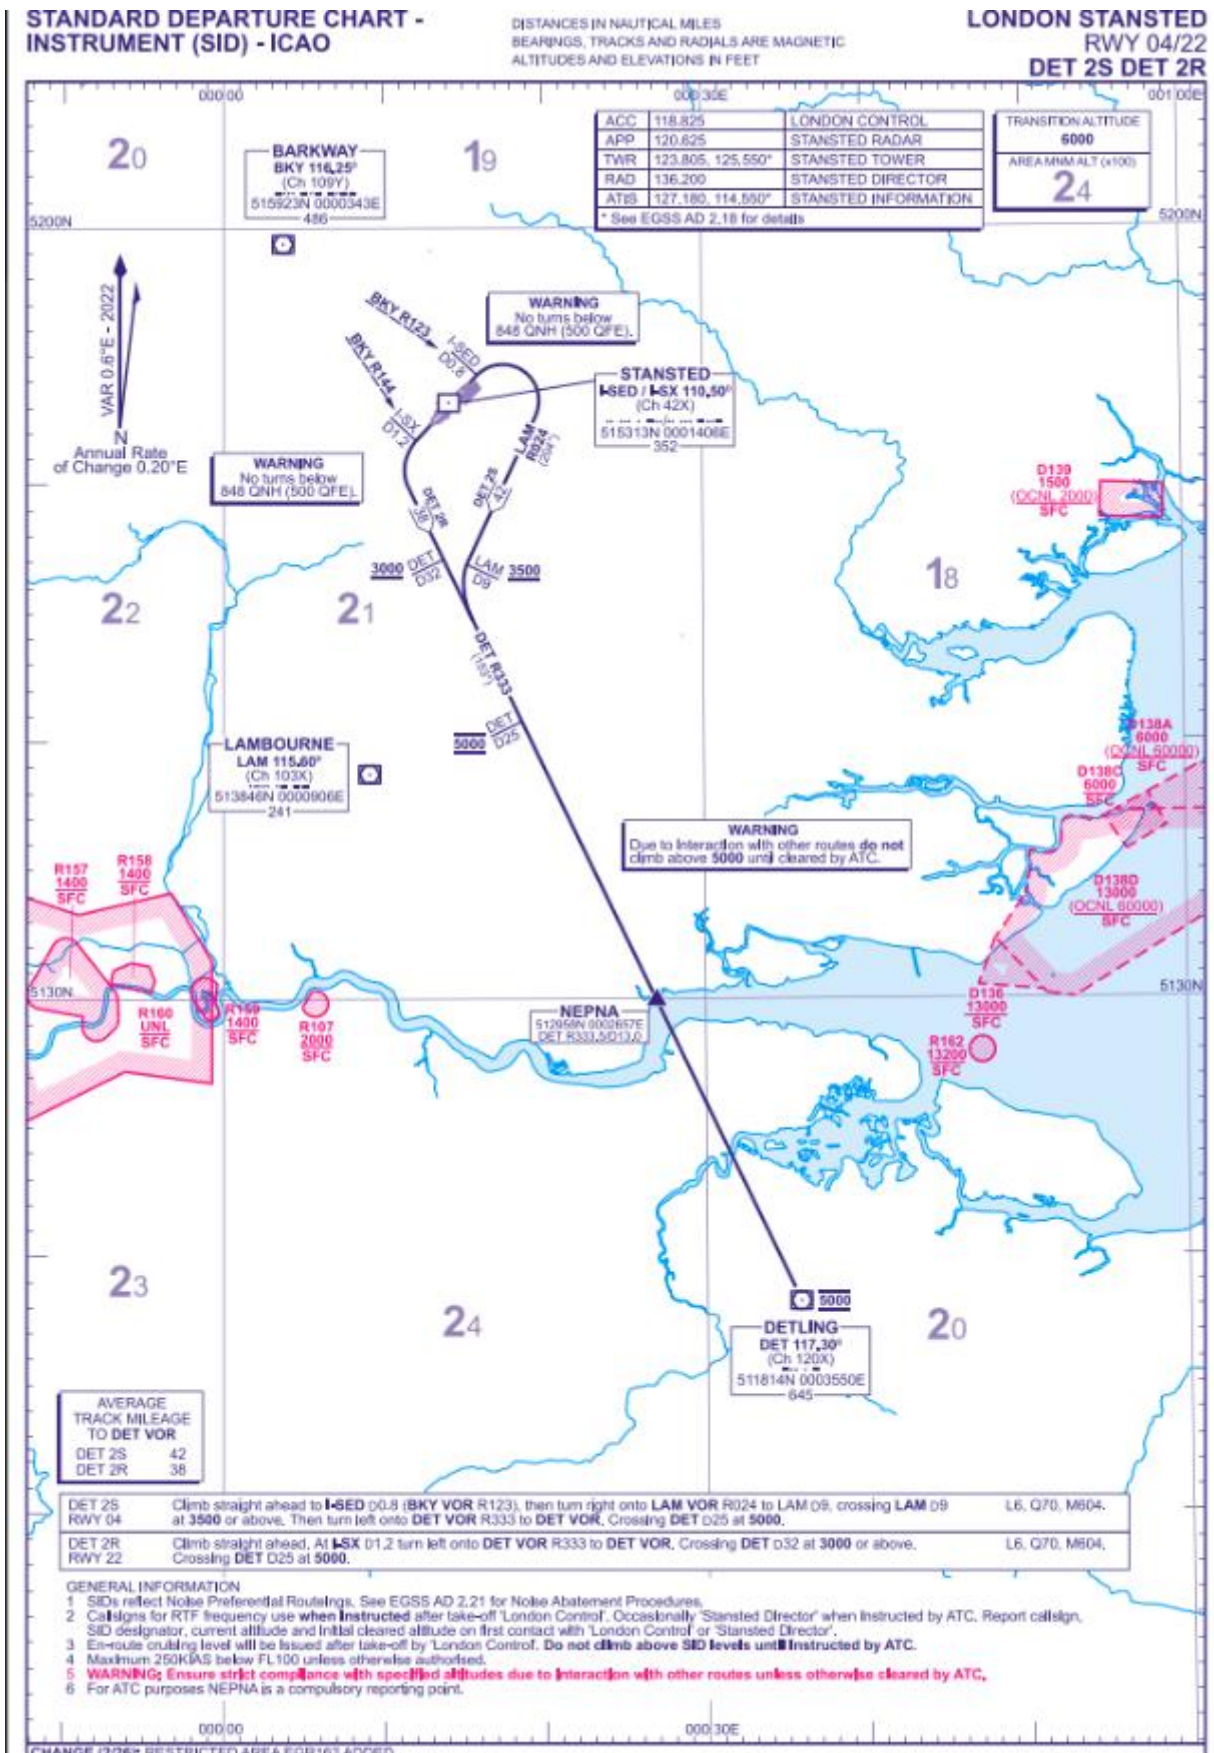 STANDARD DEPARTURE CHART -
INSTRUMENT (SID) - ICAO
DISTANCES IN NAUTICAL MILES
BEARINGS, TRACKS AND RADIALS ARE MAGNETIC
ALTITUDES AND ELEVATIONS IN FEET
LONDON STANSTED
RWY 04/22
DET 2S DET 2R
000 00
000 30E
001 00E
ACC 118.825 LONDON CONTROL
APP 120.625 STANSTED RADAR
TWR 123.805, 125.550° STANSTED TOWER
RAD 136.200 STANSTED DIRECTOR
ATIS 127.180, 114.550° STANSTED INFORMATION
* See EGSS AD 2.18 for details
TRANSITION ALTITUDE
6000
AREA MNM ALT (x100)
24
20
19
BARKWAY
BKY 116.25°
(Ch 109Y)
515923N 0000343E
486
5200N
5200N
VAR 0.6°E - 2022
N
Annual Rate
of Change 0.20°E
BKY R123
BKY R144
I-SED
D0.8
I-SX
D1.2
WARNING
No turns below
848 QNH (500 QFE).
STANSTED
I-SED / I-SX 110.50°
(Ch 42X)
515313N 0001408E
352
WARNING
No turns below
848 QNH (500 QFE).
LAM
R024
(204°)
DET 2S
42
DET 2R
38
3000 DET
D32
LAM 3500
D9
D139
1500
(OCNL 2000)
SFC
22
21
18
DET R333
(153°)
5000 DET
D25
LAMBOURNE
LAM 115.60°
(Ch 103X)
513846N 0000906E
241
D138A
6000
(OCNL 60000)
SFC
D138C
6000
SFC
WARNING
Due to interaction with other routes do not
climb above 5000 until cleared by ATC.
R157
1400
SFC
R158
1400
SFC
D138D
13000
(OCNL 60000)
SFC
5130N
5130N
R160
UNL
SFC
R159
1400
SFC
R107
2000
SFC
NEPNA
512958N 0002657E
DET R333.5/D13.0
D136
13000
SFC
R162
13200
SFC
23
24
20
5000
DETLING
DET 117.30°
(Ch 120X)
511814N 0003550E
645
AVERAGE
TRACK MILEAGE
TO DET VOR
DET 2S 42
DET 2R 38
DET 2S Climb straight ahead to I-SED D0.8 (BKY VOR R123), then turn right onto LAM VOR R024 to LAM D9, crossing LAM D9 L6, Q70, M604.
RWY 04 at 3500 or above. Then turn left onto DET VOR R333 to DET VOR. Crossing DET D25 at 5000.
DET 2R Climb straight ahead. At I-SX D1.2 turn left onto DET VOR R333 to DET VOR. Crossing DET D32 at 3000 or above. L6, Q70, M604.
RWY 22 Crossing DET D25 at 5000.
GENERAL INFORMATION
1 SIDs reflect Noise Preferential Routeings. See EGSS AD 2.21 for Noise Abatement Procedures.
2 Callsigns for RTF frequency use when instructed after take-off 'London Control'. Occasionally 'Stansted Director' when instructed by ATC. Report callsign,
SID designator, current altitude and initial cleared altitude on first contact with 'London Control' or 'Stansted Director'.
3 En-route cruising level will be issued after take-off by 'London Control'. Do not climb above SID levels until instructed by ATC.
4 Maximum 250KIAS below FL100 unless otherwise authorised.
5 WARNING: Ensure strict compliance with specified altitudes due to interaction with other routes unless otherwise cleared by ATC.
6 For ATC purposes NEPNA is a compulsory reporting point.
000 00
000 30E
CHANGE (2/26): RESTRICTED AREA EGR162 ADDED